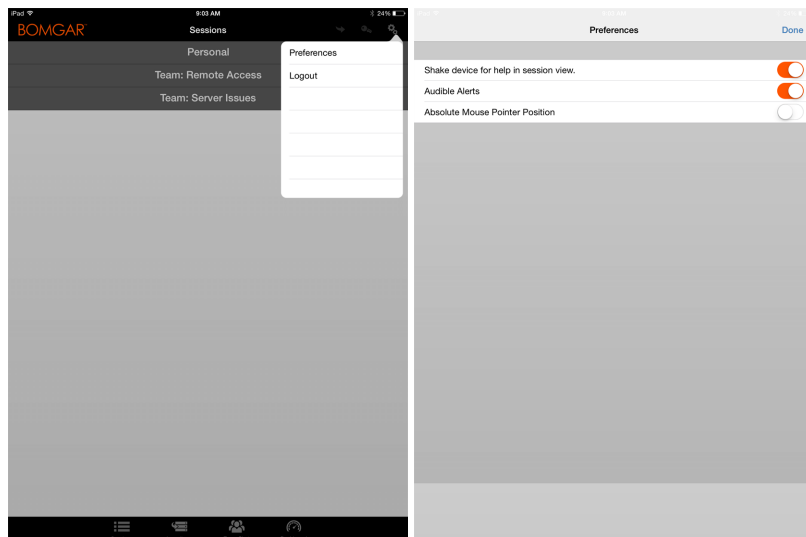 iPad
9:03 AM
24%
BOMGAR
Sessions
Personal
Team: Remote Access
Team: Server Issues
Preferences
Logout
iPad
Preferences
Done
Shake device for help in session view.
Audible Alerts
Absolute Mouse Pointer Position